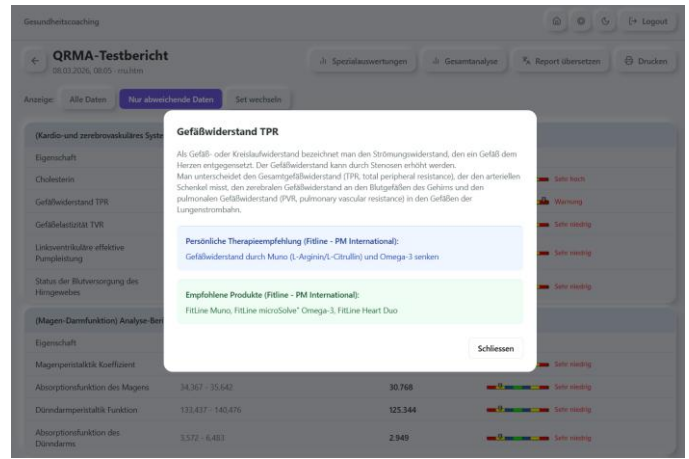 Gesundheitscoaching
Logout
QRMA-Testbericht
08.03.2026, 08:05 · ru.htm
Spezialauswertungen
Gesamtanalyse
Report übersetzen
Drucken
Anzeige: Alle Daten Nur abweichende Daten Set wechseln
(Kardio-und zerebrovaskuläres Syste
Eigenschaft
Cholesterin Sehr hoch
Gefäßwiderstand TPR Warnung
Gefäßelastizität TVR Sehr niedrig
Linksventrikuläre effektive
Pumpleistung Sehr niedrig
Status der Blutversorgung des
Hirngewebes Sehr niedrig
Gefäßwiderstand TPR
Als Gefäß- oder Kreislaufwiderstand bezeichnet man den Strömungswiderstand, den ein Gefäß dem
Herzen entgegensetzt. Der Gefäßwiderstand kann durch Stenosen erhöht werden.
Man unterscheidet den Gesamtgefäßwiderstand (TPR, total peripheral resistance), der den arteriellen
Schenkel misst, den zerebralen Gefäßwiderstand an den Blutgefäßen des Gehirns und den
pulmonalen Gefäßwiderstand (PVR, pulmonary vascular resistance) in den Gefäßen der
Lungenstrombahn.
Persönliche Therapieempfehlung (Fitline - PM International):
Gefäßwiderstand durch Muno (L-Arginin/L-Citrullin) und Omega-3 senken
Empfohlene Produkte (Fitline - PM International):
FitLine Muno, FitLine microSolve⁺ Omega-3, FitLine Heart Duo
Schliessen
(Magen-Darmfunktion) Analyse-Ber
Eigenschaft
Magenperistaltik Koeffizient Sehr niedrig
Absorptionsfunktion des Magens 34,367 - 35,642 30.768 Sehr niedrig
Dünndarmperistaltik Funktion 133,437 - 140,476 125.344 Sehr niedrig
Absorptionsfunktion des
Dünndarms 3,572 - 6,483 2.949 Sehr niedrig